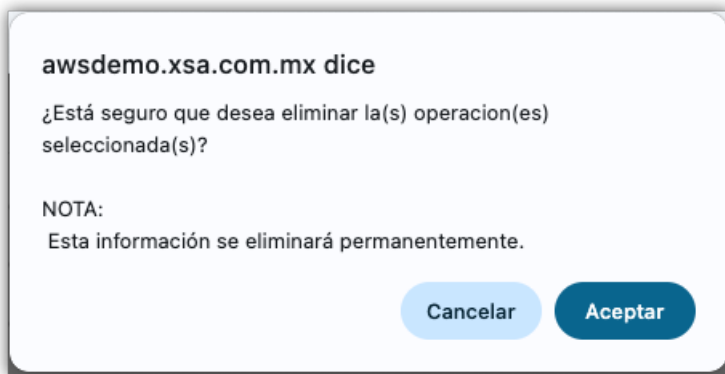 awsdemo.xsa.com.mx dice
¿Está seguro que desea eliminar la(s) operacion(es)
seleccionada(s)?
NOTA:
Esta información se eliminará permanentemente.
Cancelar
Aceptar